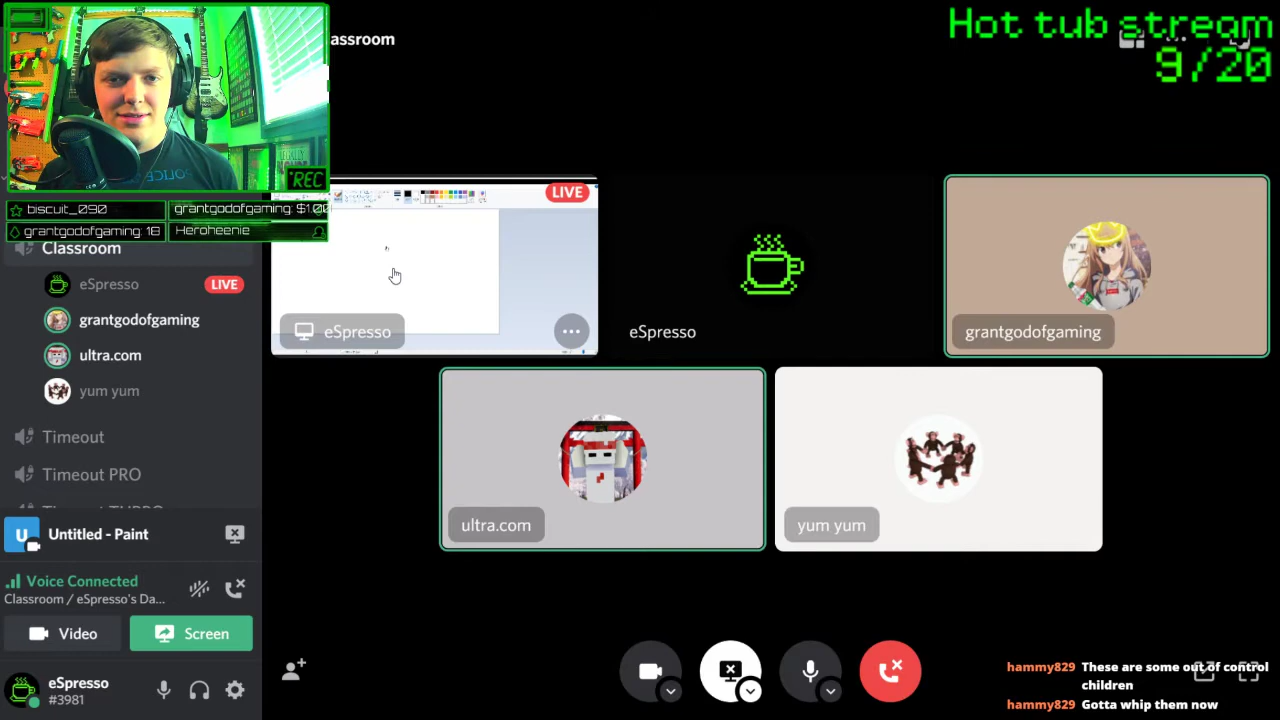 assroom
Hot tub stream
9/20
REC
biscuit_090
grantgodofgaming: $1.00
grantgodofgaming: 18
Heroheenie
LIVE
Classroom
eSpresso
LIVE
grantgodofgaming
ultra.com
yum yum
Timeout
Timeout PRO
eSpresso
eSpresso
grantgodofgaming
ultra.com
yum yum
U
Untitled - Paint
Voice Connected
Classroom / eSpresso's Da...
Video
Screen
eSpresso
#3981
hammy829 These are some out of control
children
hammy829 Gotta whip them now